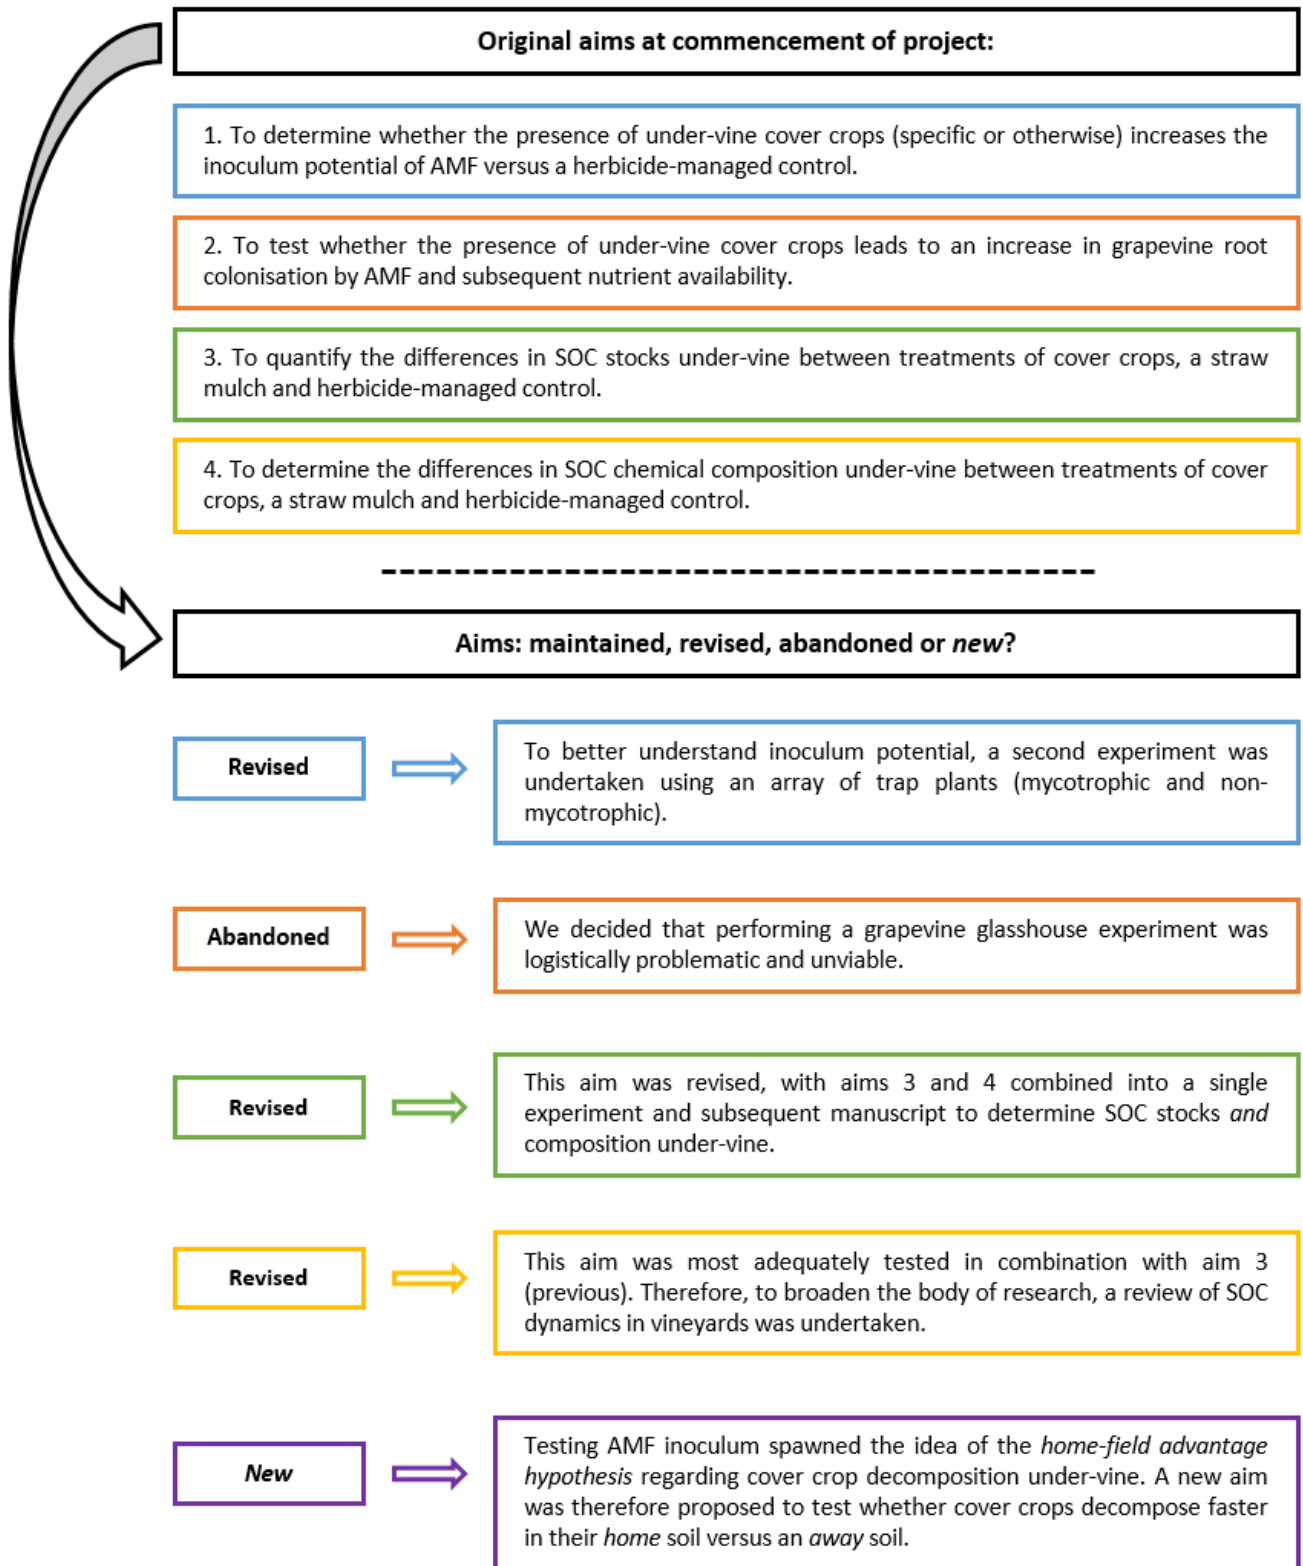 Original aims at commencement of project:
1. To determine whether the presence of under-vine cover crops (specific or otherwise) increases the
inoculum potential of AMF versus a herbicide-managed control.
2. To test whether the presence of under-vine cover crops leads to an increase in grapevine root
colonisation by AMF and subsequent nutrient availability.
3. To quantify the differences in SOC stocks under-vine between treatments of cover crops, a straw
mulch and herbicide-managed control.
4. To determine the differences in SOC chemical composition under-vine between treatments of cover
crops, a straw mulch and herbicide-managed control.
Aims: maintained, revised, abandoned or new?
Revised
To better understand inoculum potential, a second experiment was
undertaken using an array of trap plants (mycotrophic and non-
mycotrophic).
Abandoned
We decided that performing a grapevine glasshouse experiment was
logistically problematic and unviable.
Revised
This aim was revised, with aims 3 and 4 combined into a single
experiment and subsequent manuscript to determine SOC stocks and
composition under-vine.
Revised
This aim was most adequately tested in combination with aim 3
(previous). Therefore, to broaden the body of research, a review of SOC
dynamics in vineyards was undertaken.
New
Testing AMF inoculum spawned the idea of the home-field advantage
hypothesis regarding cover crop decomposition under-vine. A new aim
was therefore proposed to test whether cover crops decompose faster
in their home soil versus an away soil.